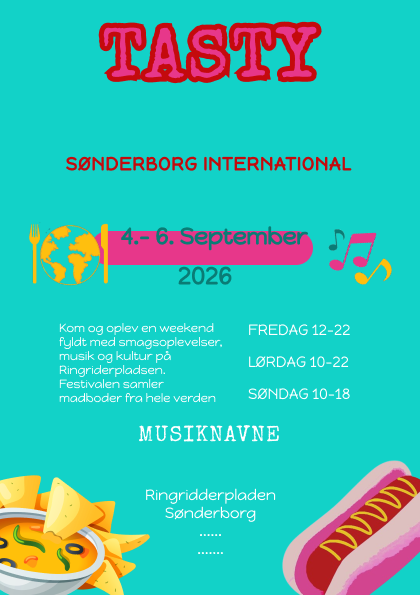 TASTY
SØNDERBORG INTERNATIONAL
4.- 6. September
2026
Kom og oplev en weekend
fyldt med smagsoplevelser,
musik og kultur på
Ringriderpladsen.
Festivalen samler
madboder fra hele verden
FREDAG 12-22
LØRDAG 10-22
SØNDAG 10-18
MUSIKNAVNE
Ringridderpladen
Sønderborg
......
.......